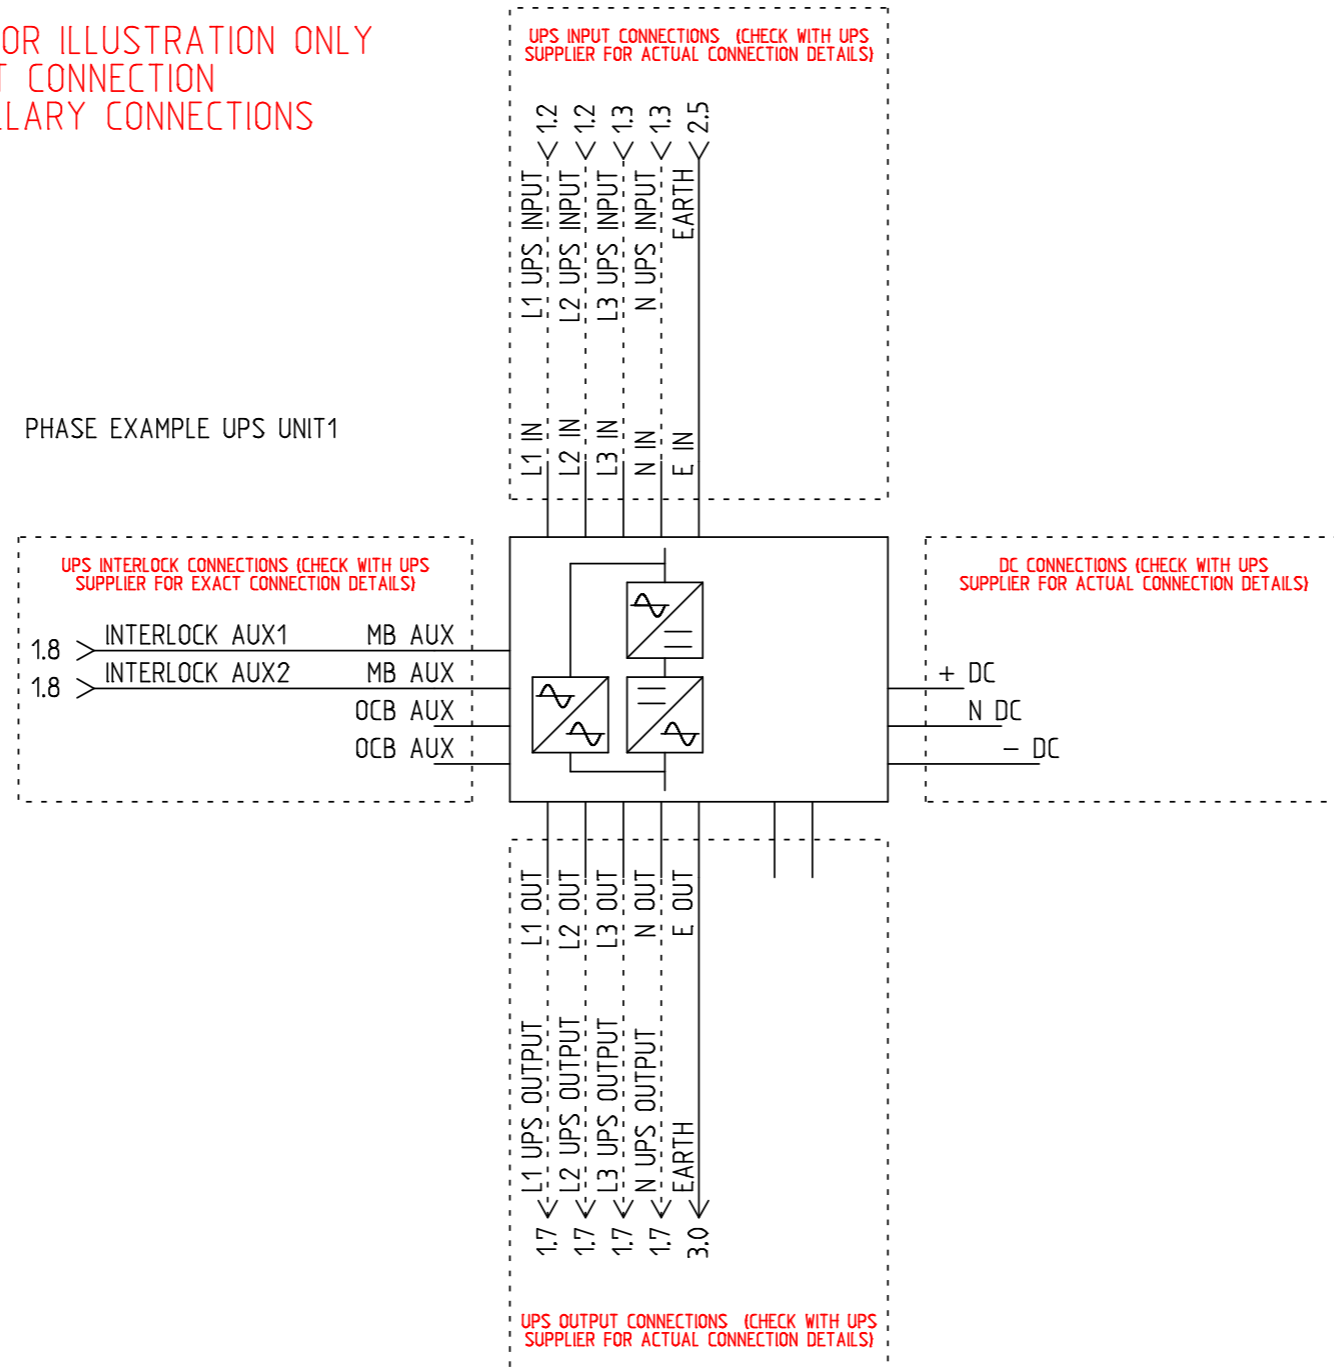 OR ILLUSTRATION ONLY
T CONNECTION
LLARY CONNECTIONS
UPS INPUT CONNECTIONS (CHECK WITH UPS
SUPPLIER FOR ACTUAL CONNECTION DETAILS)
1.2
1.2
1.3
1.3
2.5
L1 UPS INPUT
L2 UPS INPUT
L3 UPS INPUT
N UPS INPUT
EARTH
L1 IN
L2 IN
L3 IN
N IN
E IN
PHASE EXAMPLE UPS UNIT1
UPS INTERLOCK CONNECTIONS (CHECK WITH UPS
SUPPLIER FOR EXACT CONNECTION DETAILS)
1.8 INTERLOCK AUX1 MB AUX
1.8 INTERLOCK AUX2 MB AUX
OCB AUX
OCB AUX
DC CONNECTIONS (CHECK WITH UPS
SUPPLIER FOR ACTUAL CONNECTION DETAILS)
+ DC
N DC
- DC
L1 OUT
L2 OUT
L3 OUT
N OUT
E OUT
L1 UPS OUTPUT
L2 UPS OUTPUT
L3 UPS OUTPUT
N UPS OUTPUT
EARTH
1.7
1.7
1.7
1.7
3.0
UPS OUTPUT CONNECTIONS (CHECK WITH UPS
SUPPLIER FOR ACTUAL CONNECTION DETAILS)